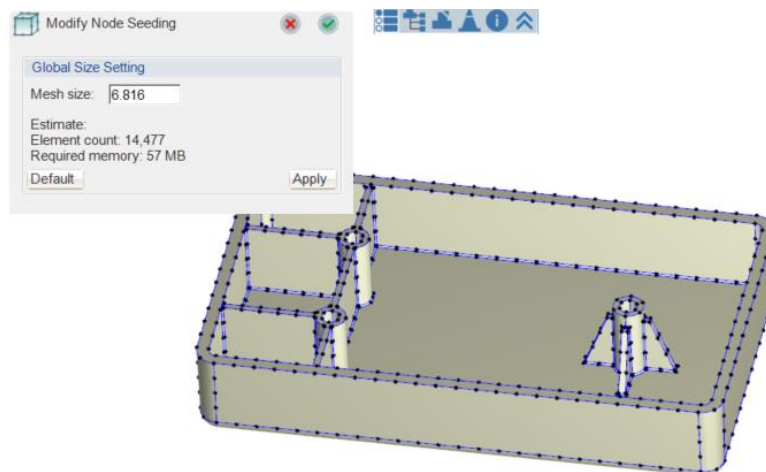 Modify Node Seeding
Global Size Setting
Mesh size: 6.816
Estimate:
Element count: 14,477
Required memory: 57 MB
Default
Apply